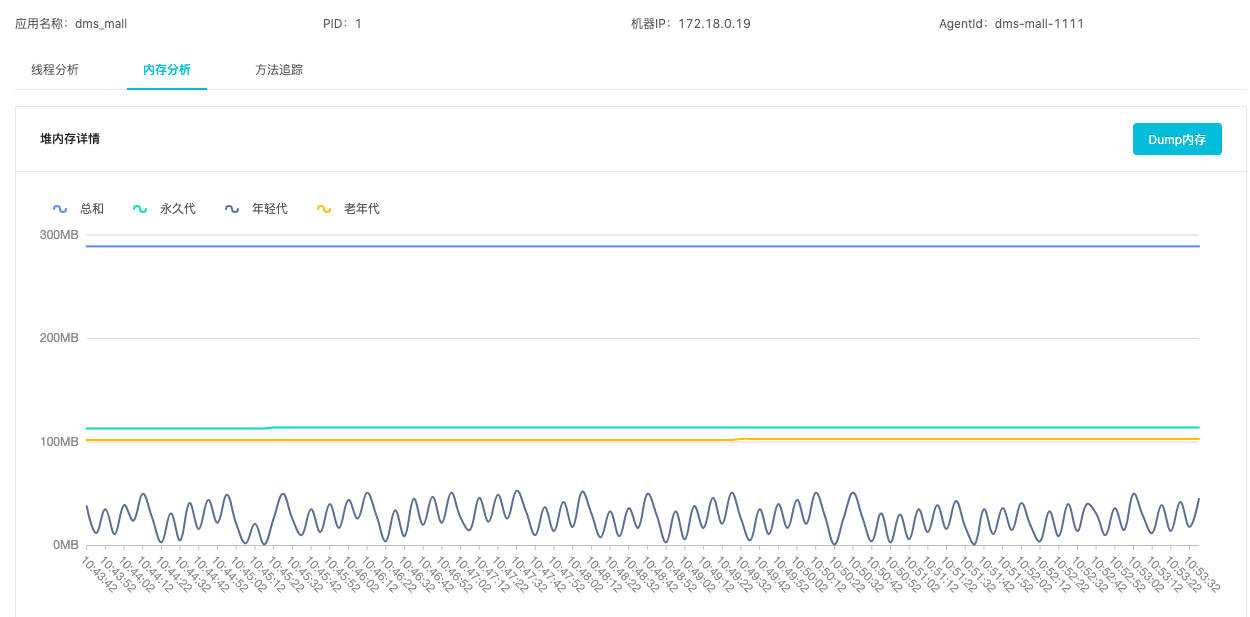 应用名称：dms_mall PID：1 机器IP：172.18.0.19 AgentId：dms-mall-1111
线程分析 内存分析 方法追踪
堆内存详情 Dump内存
总和 永久代 年轻代 老年代
300MB
200MB
100MB
0MB
10:43:42 10:43:52 10:44:02 10:44:12 10:44:22 10:44:32 10:44:42 10:44:52 10:45:02 10:45:12 10:45:22 10:45:32 10:45:42 10:45:52 10:46:02 10:46:12 10:46:22 10:46:32 10:46:42 10:46:52 10:47:02 10:47:12 10:47:22 10:47:32 10:47:42 10:47:52 10:48:02 10:48:12 10:48:22 10:48:32 10:48:42 10:48:52 10:49:02 10:49:12 10:49:22 10:49:32 10:49:42 10:49:52 10:50:02 10:50:12 10:50:22 10:50:32 10:50:42 10:50:52 10:51:02 10:51:12 10:51:22 10:51:32 10:51:42 10:51:52 10:52:02 10:52:12 10:52:22 10:52:32 10:52:42 10:52:52 10:53:02 10:53:12 10:53:22 10:53:32